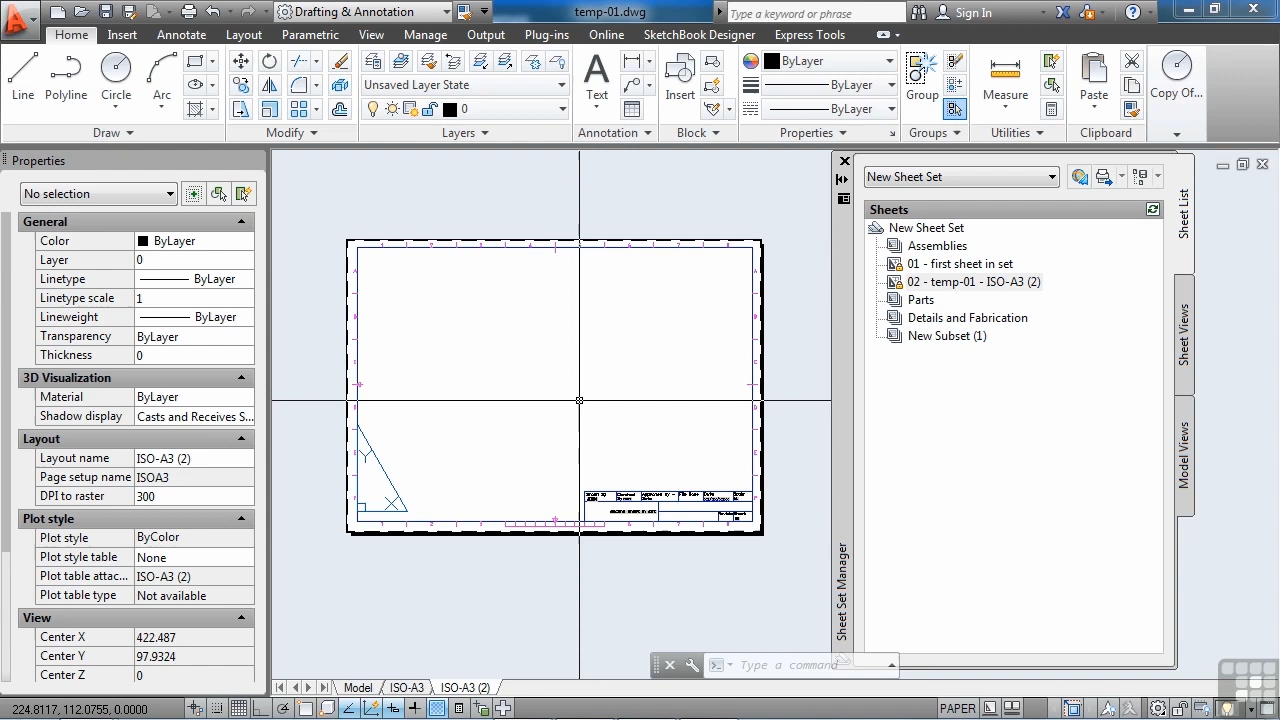 Drafting & Annotation
temp-01.dwg
Type a keyword or phrase
Sign In
Home Insert Annotate Layout Parametric View Manage Output Plug-ins Online SketchBook Designer Express Tools
Line
Polyline
Circle
Arc
Unsaved Layer State
0
Text
Insert
ByLayer
ByLayer
ByLayer
Group
Measure
Paste
Copy Of...
Draw
Modify
Layers
Annotation
Block
Properties
Groups
Utilities
Clipboard
Properties
No selection
General
Color ByLayer
Layer 0
Linetype ByLayer
Linetype scale 1
Lineweight ByLayer
Transparency ByLayer
Thickness 0
3D Visualization
Material ByLayer
Shadow display Casts and Receives S...
Layout
Layout name ISO-A3 (2)
Page setup name ISOA3
DPI to raster 300
Plot style
Plot style ByColor
Plot style table None
Plot table attac... ISO-A3 (2)
Plot table type Not available
View
Center X 422.487
Center Y 97.9324
Center Z 0
Y
X
New Sheet Set
Sheets
New Sheet Set
Assemblies
01 - first sheet in set
02 - temp-01 - ISO-A3 (2)
Parts
Details and Fabrication
New Subset (1)
Sheet List
Sheet Views
Model Views
Sheet Set Manager
Type a command
Model ISO-A3 ISO-A3 (2)
224.8117, 112.0755, 0.0000
PAPER